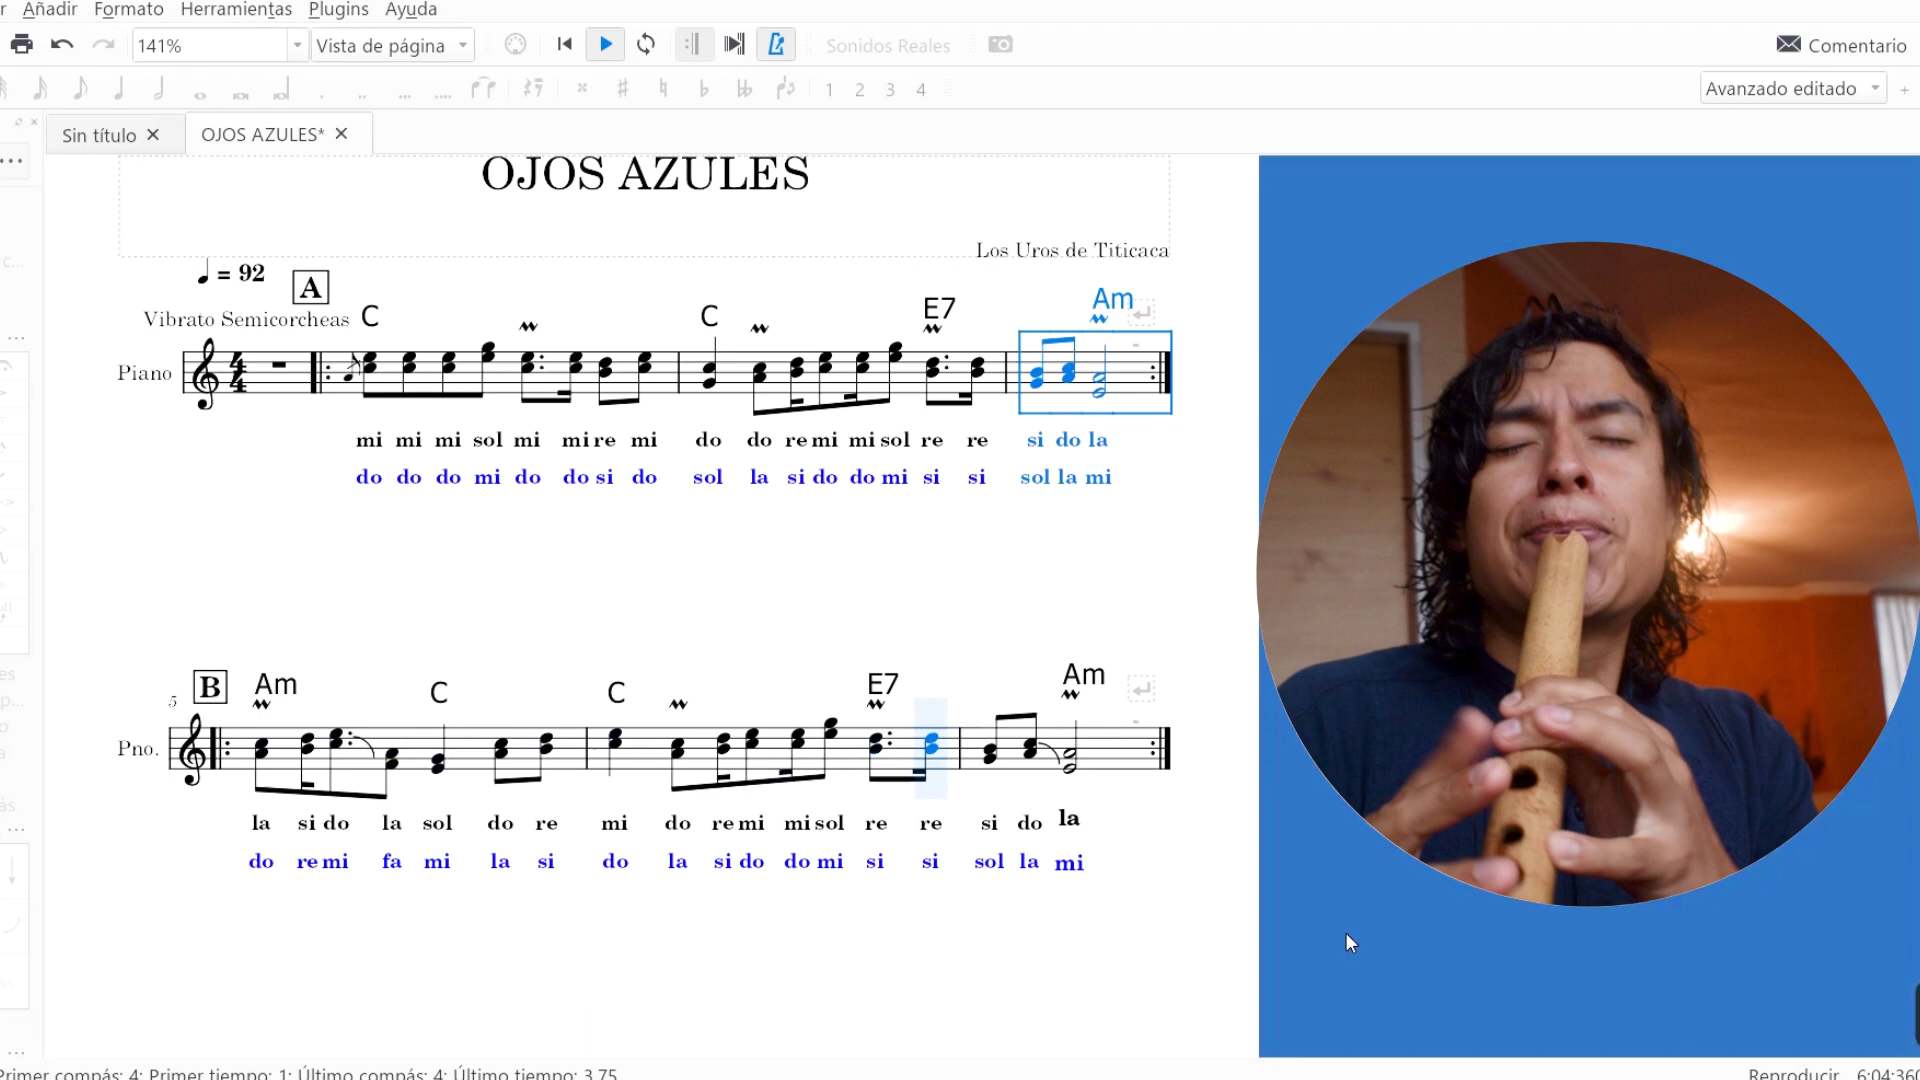 Añadir Formato Herramientas Plugins Ayuda
141% Vista de página Sonidos Reales Comentario
1 2 3 4 Avanzado editado
Sin título OJOS AZULES*
OJOS AZULES
Los Uros de Titicaca
= 92
A
Vibrato Semicorcheas C C E7 Am
Piano
mi mi mi sol mi mi re mi do do re mi mi sol re re si do la
do do do mi do do si do sol la si do do mi si si sol la mi
5 B Am C C E7 Am
Pno.
la si do la sol do re mi do re mi mi sol re re si do la
do re mi fa mi la si do la si do do mi si si sol la mi
Primer compás: 4; Primer tiempo: 1; Último compás: 4; Último tiempo: 3.75
Reproducir 6:04:360